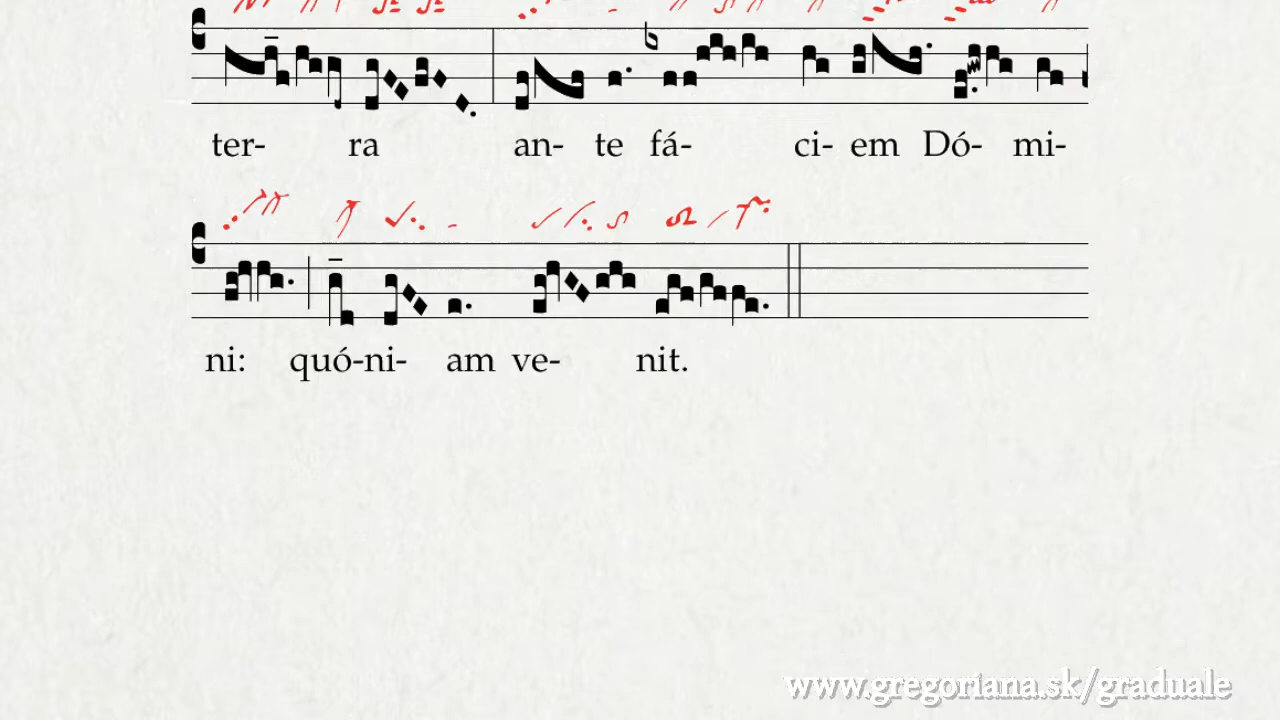 ter- ra an- te fá- ci- em Dó- mi-
ni: quó-ni- am ve- nit.
www.gregoriana.sk/graduale